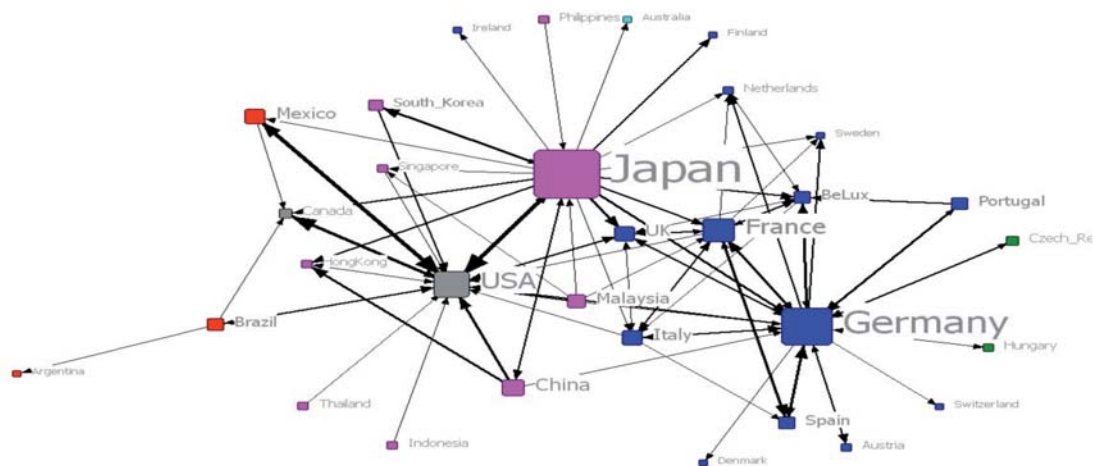 Ireland
Philippines
Australia
Finland
Netherlands
Mexico
South_Korea
Sweden
Singapore
Japan
BeLux
Portugal
Canada
UK
France
Czech_Re
HongKong
USA
Malaysia
Germany
Brazil
Italy
Hungary
Argentina
China
Thailand
Spain
Switzerland
Indonesia
Austria
Denmark